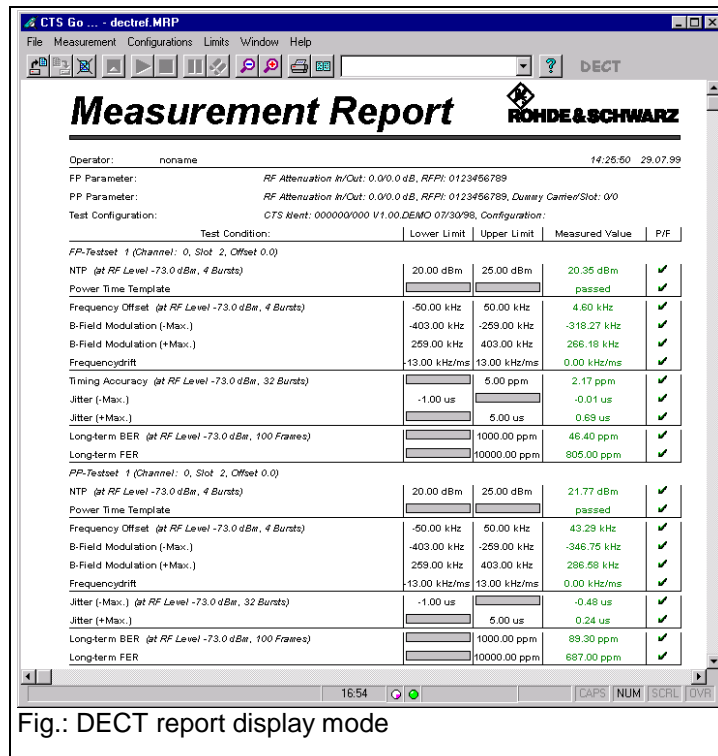 CTS Go ... - dectref.MRP
File Measurement Configurations Limits Window Help
? DECT
Measurement Report ROHDE&SCHWARZ
Operator: noname 14:25:50 29.07.99
FP Parameter: RF Attenuation In/Out: 0.0/0.0 dB, RFPI: 0123456789
PP Parameter: RF Attenuation In/Out: 0.0/0.0 dB, RFPI: 0123456789, Dummy Carrier/Slot: 0/0
Test Configuration: CTS Ident: 000000/000 V1.00.DEMO 07/30/98, Configuration:
Test Condition: Lower Limit Upper Limit Measured Value P/F
FP-Testset 1 (Channel: 0, Slot 2, Offset 0.0)
NTP (at RF Level -73.0 dBm, 4 Bursts) 20.00 dBm 25.00 dBm 20.35 dBm ✔
Power Time Template passed ✔
Frequency Offset (at RF Level -73.0 dBm, 4 Bursts) -50.00 kHz 50.00 kHz 4.60 kHz ✔
B-Field Modulation (-Max.) -403.00 kHz -259.00 kHz -318.27 kHz ✔
B-Field Modulation (+Max.) 259.00 kHz 403.00 kHz 266.18 kHz ✔
Frequencydrift -13.00 kHz/ms 13.00 kHz/ms 0.00 kHz/ms ✔
Timing Accuracy (at RF Level -73.0 dBm, 32 Bursts) 5.00 ppm 2.17 ppm ✔
Jitter (-Max.) -1.00 us -0.01 us ✔
Jitter (+Max.) 5.00 us 0.69 us ✔
Long-term BER (at RF Level -73.0 dBm, 100 Frames) 1000.00 ppm 46.40 ppm ✔
Long-term FER 10000.00 ppm 805.00 ppm ✔
PP-Testset 1 (Channel: 0, Slot 2, Offset 0.0)
NTP (at RF Level -73.0 dBm, 4 Bursts) 20.00 dBm 25.00 dBm 21.77 dBm ✔
Power Time Template passed ✔
Frequency Offset (at RF Level -73.0 dBm, 4 Bursts) -50.00 kHz 50.00 kHz 43.29 kHz ✔
B-Field Modulation (-Max.) -403.00 kHz -259.00 kHz -346.75 kHz ✔
B-Field Modulation (+Max.) 259.00 kHz 403.00 kHz 286.58 kHz ✔
Frequencydrift -13.00 kHz/ms 13.00 kHz/ms 0.00 kHz/ms ✔
Jitter (-Max.) (at RF Level -73.0 dBm, 32 Bursts) -1.00 us -0.48 us ✔
Jitter (+Max.) 5.00 us 0.24 us ✔
Long-term BER (at RF Level -73.0 dBm, 100 Frames) 1000.00 ppm 89.30 ppm ✔
Long-term FER 10000.00 ppm 687.00 ppm ✔
16:54 CAPS NUM SCRL OVR
Fig.: DECT report display mode